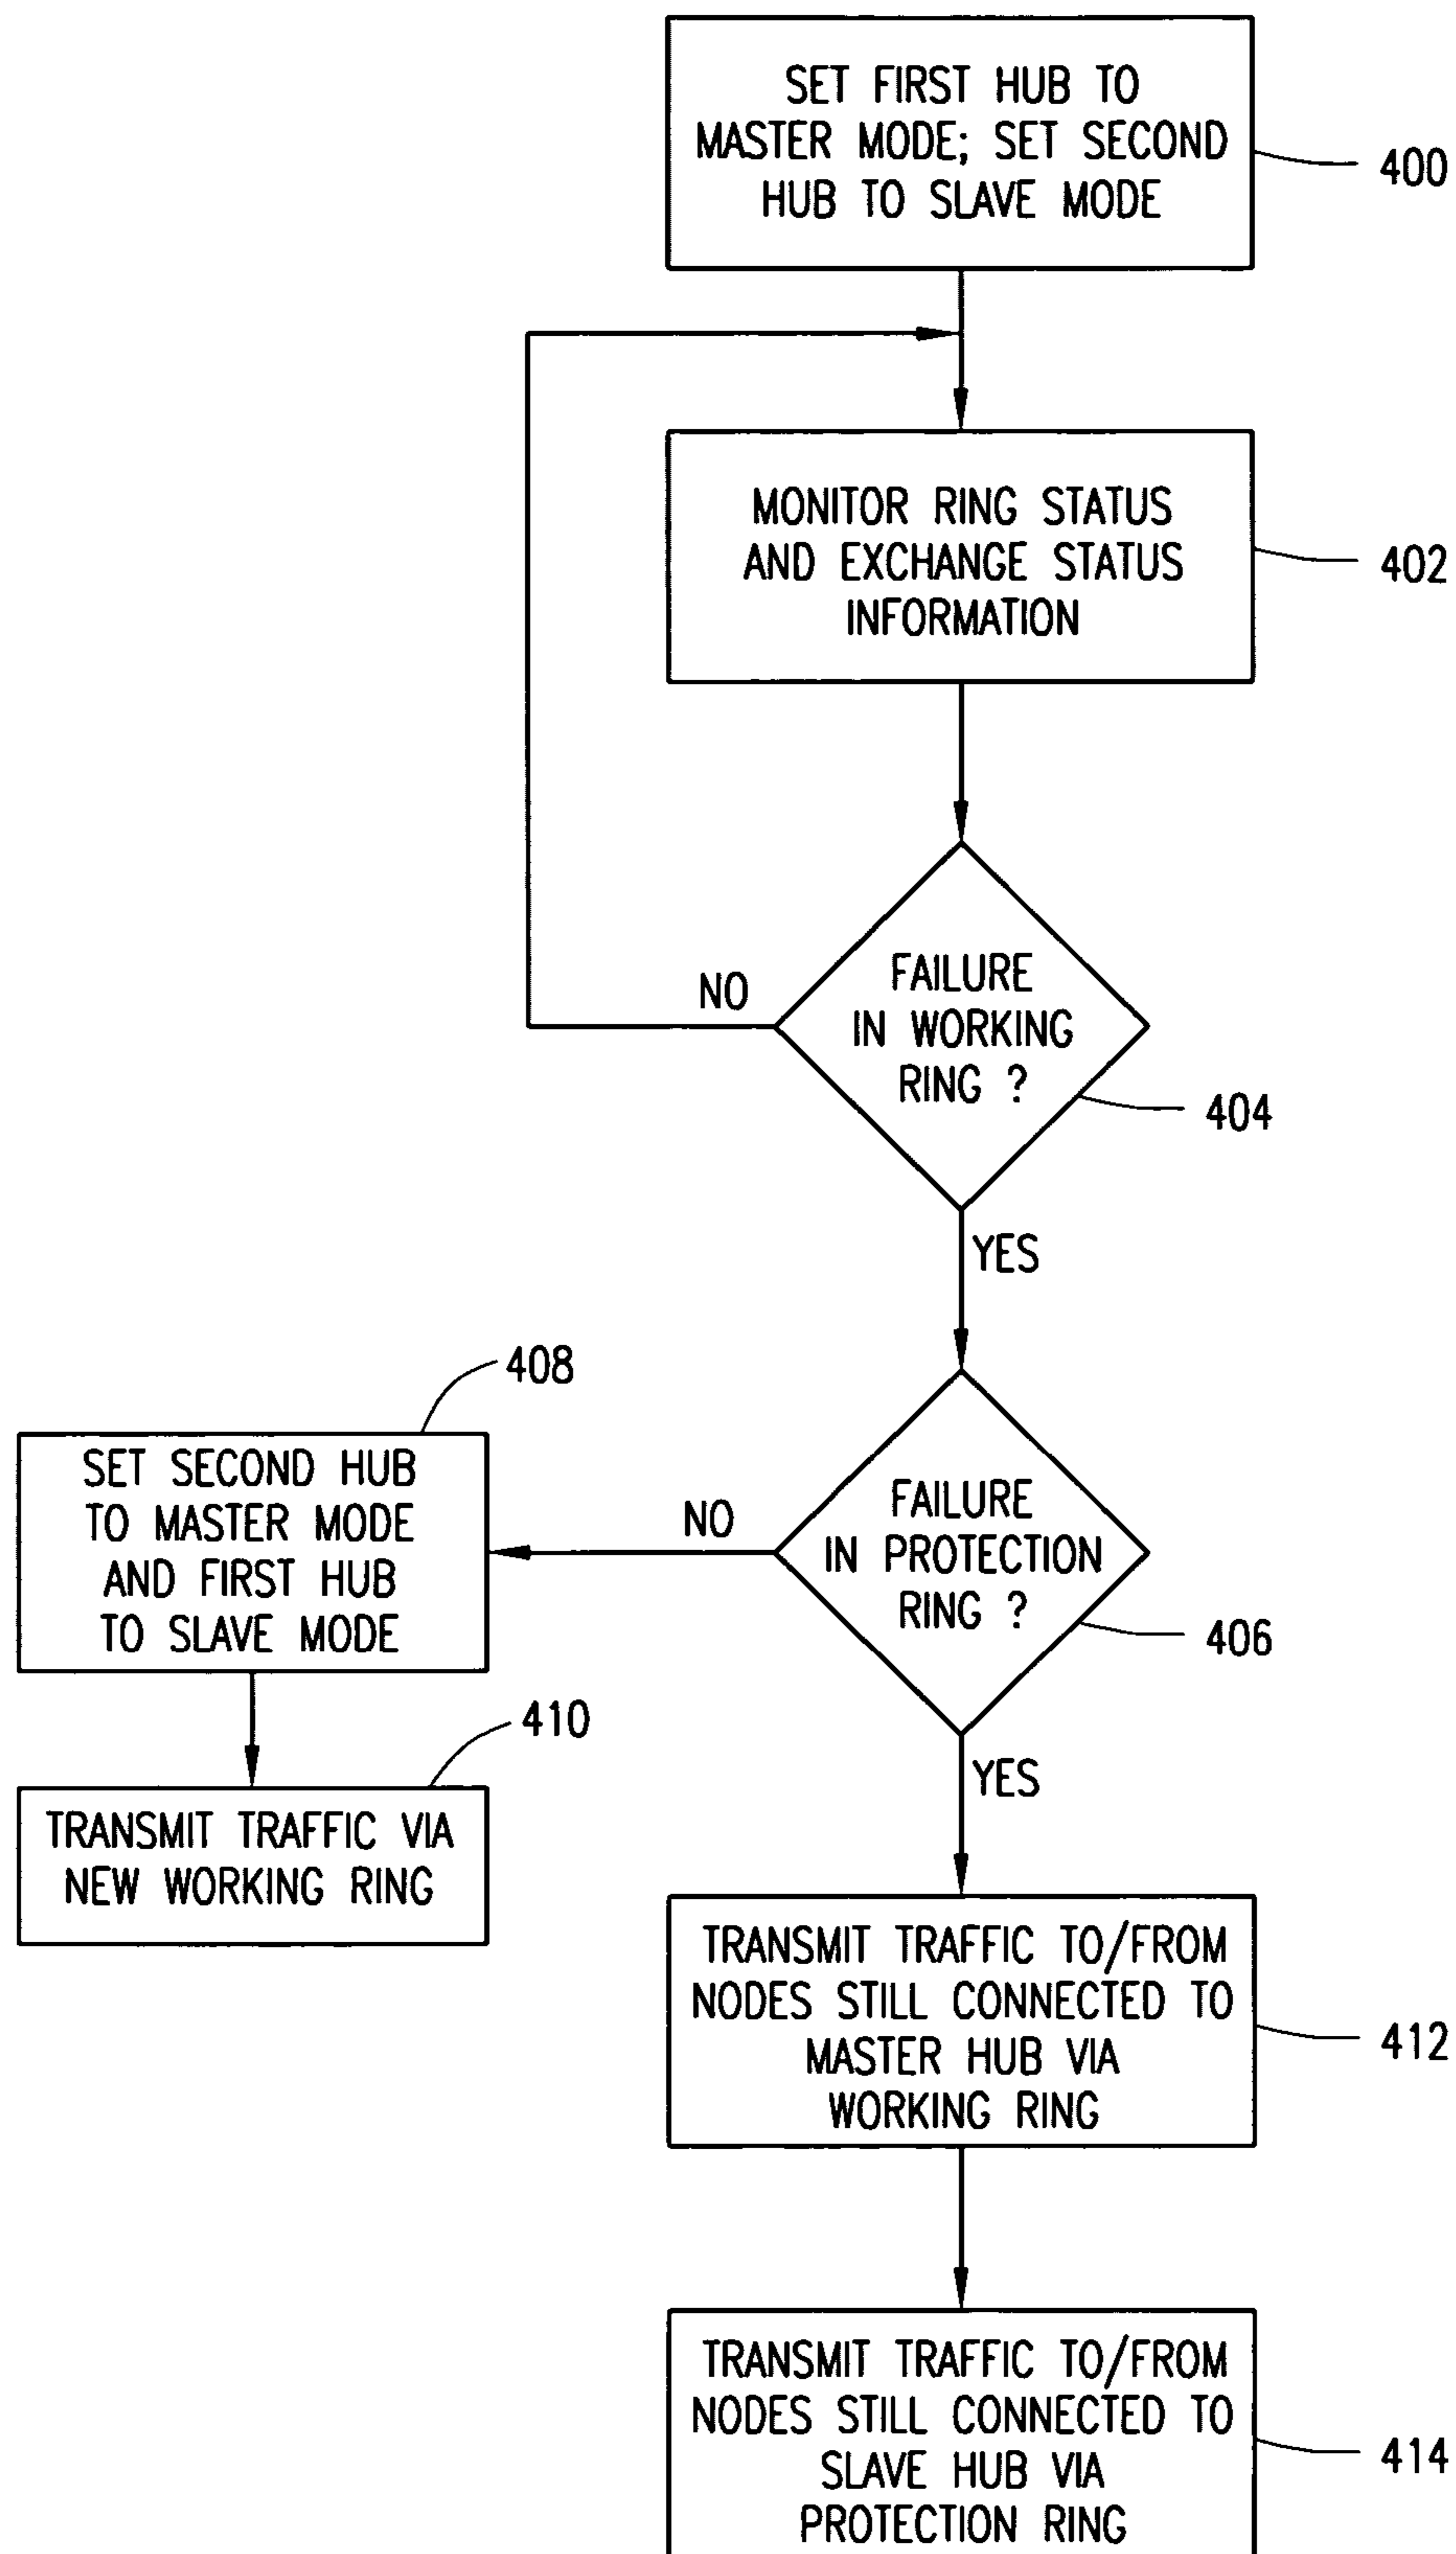 SET FIRST HUB TO
MASTER MODE; SET SECOND
HUB TO SLAVE MODE
400
MONITOR RING STATUS
AND EXCHANGE STATUS
INFORMATION
402
FAILURE
IN WORKING
RING ?
NO
404
YES
408
SET SECOND HUB
TO MASTER MODE
AND FIRST HUB
TO SLAVE MODE
NO
FAILURE
IN PROTECTION
RING ?
406
410
TRANSMIT TRAFFIC VIA
NEW WORKING RING
YES
TRANSMIT TRAFFIC TO/FROM
NODES STILL CONNECTED TO
MASTER HUB VIA
WORKING RING
412
TRANSMIT TRAFFIC TO/FROM
NODES STILL CONNECTED TO
SLAVE HUB VIA
PROTECTION RING
414